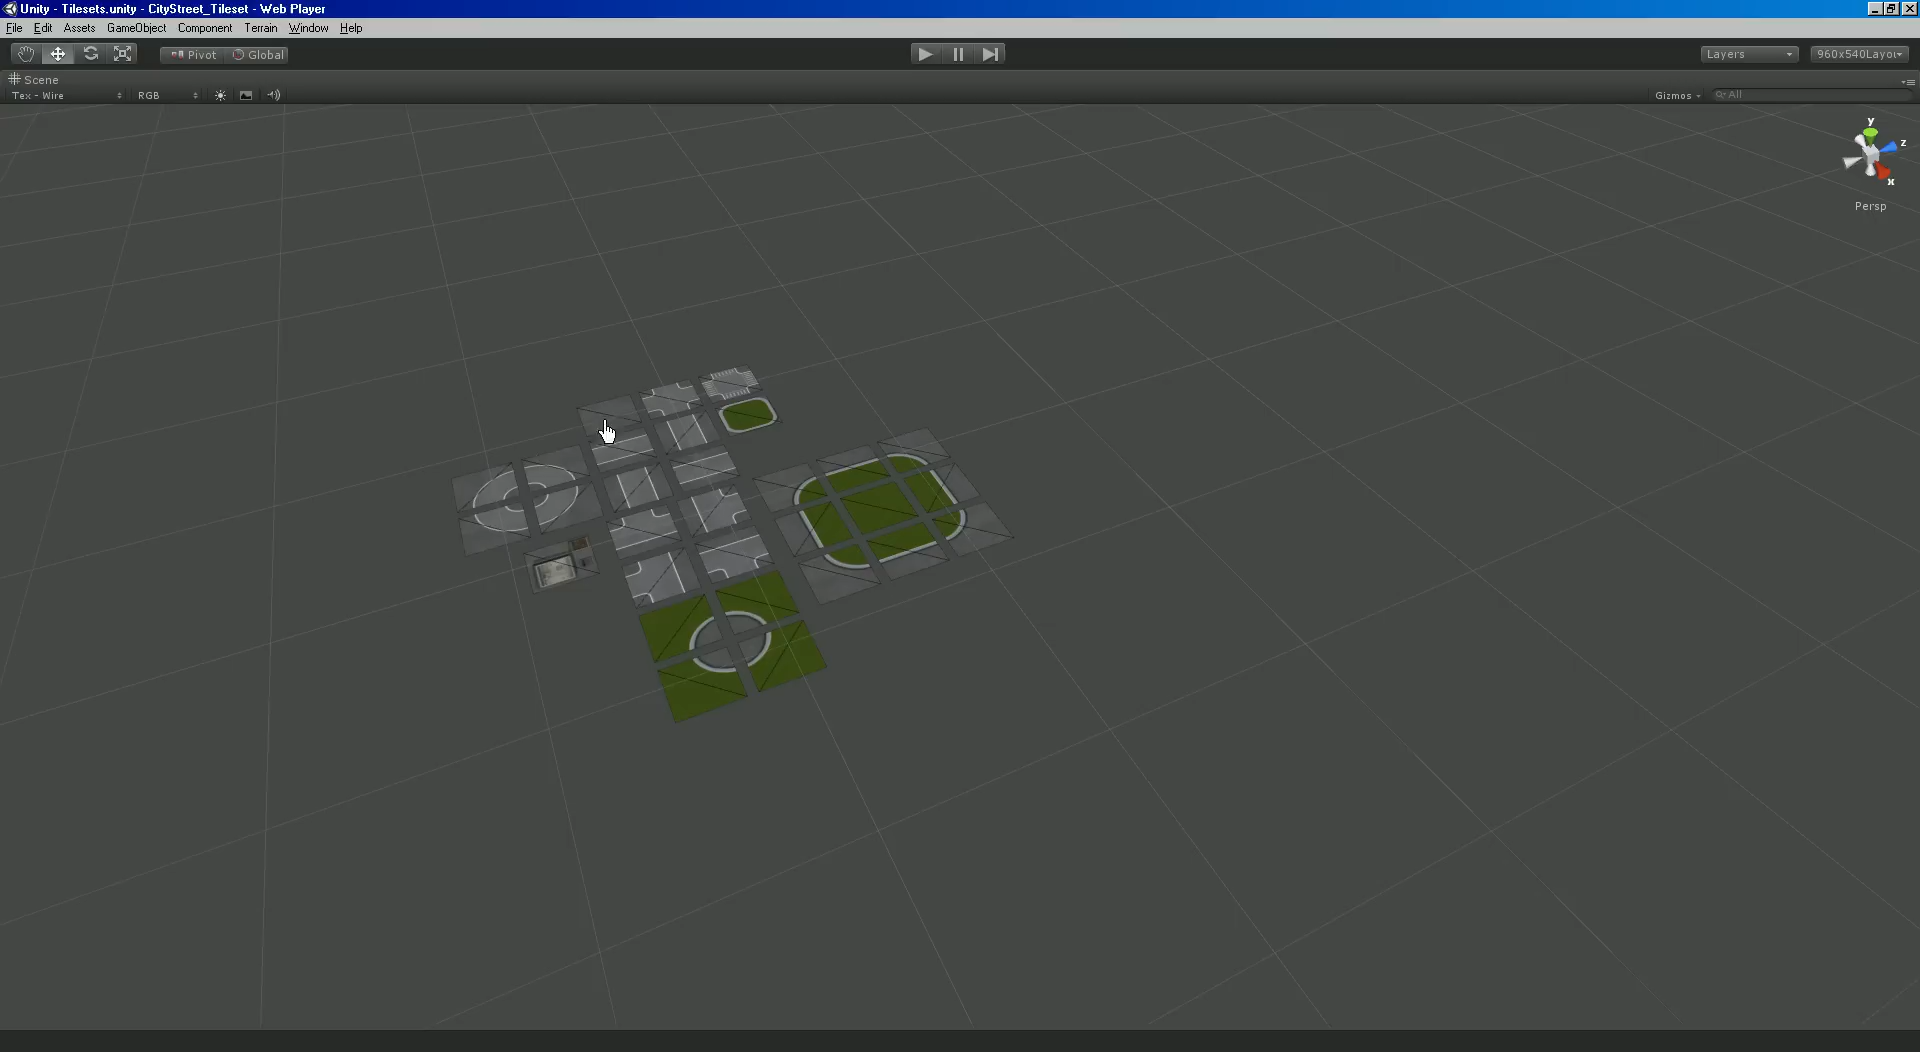 Unity - Tilesets.unity - CityStreet_Tileset - Web Player
File Edit Assets GameObject Component Terrain Window Help
Pivot Global Layers 960x540Layou
Scene
Tex - Wire RGB Gizmos All
y
z
x
Persp